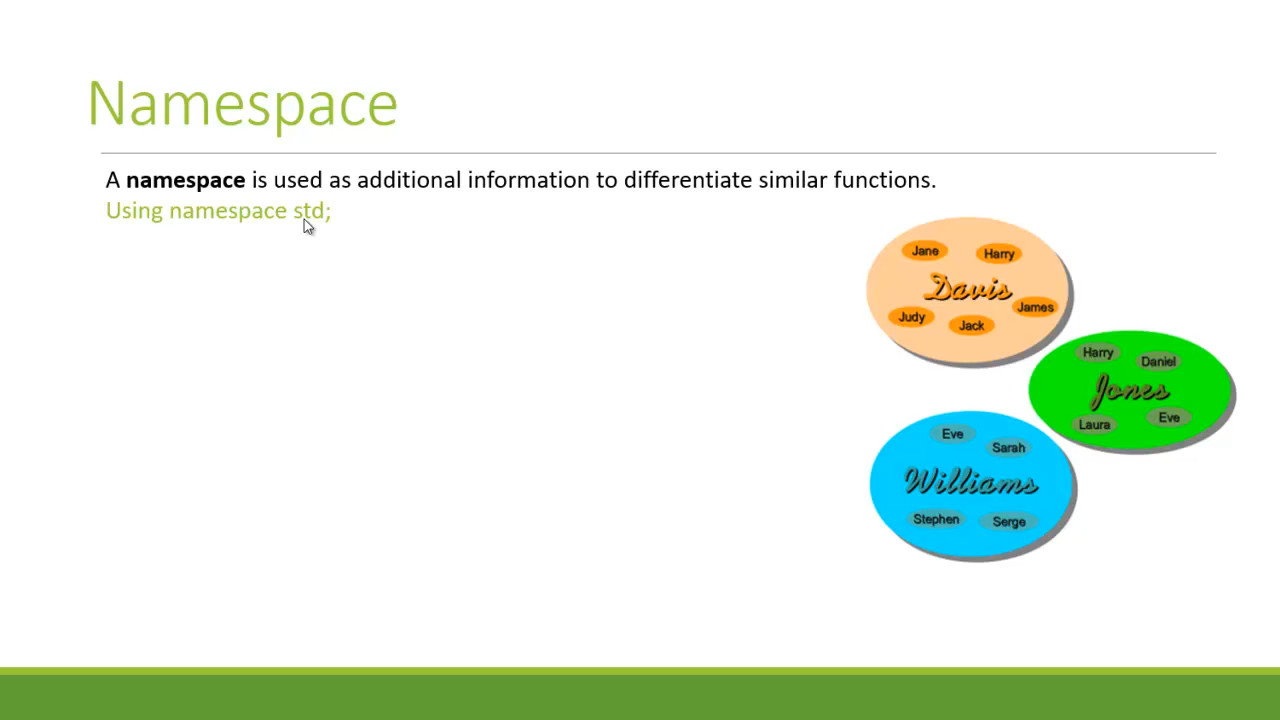 Namespace
A namespace is used as additional information to differentiate similar functions.
Using namespace std;
Jane
Harry
Davis
James
Judy
Jack
Harry
Daniel
Jones
Laura
Eve
Eve
Sarah
Williams
Stephen
Serge